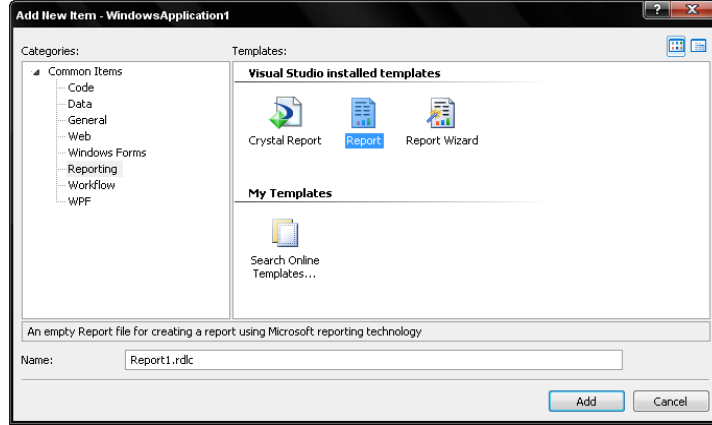 Add New Item - WindowsApplication1
Categories:
Templates:
Common Items
Code
Data
General
Web
Windows Forms
Reporting
Workflow
WPF
Visual Studio installed templates
Crystal Report
Report
Report Wizard
My Templates
Search Online
Templates...
An empty Report file for creating a report using Microsoft reporting technology
Name:
Report1.rdlc
Add
Cancel